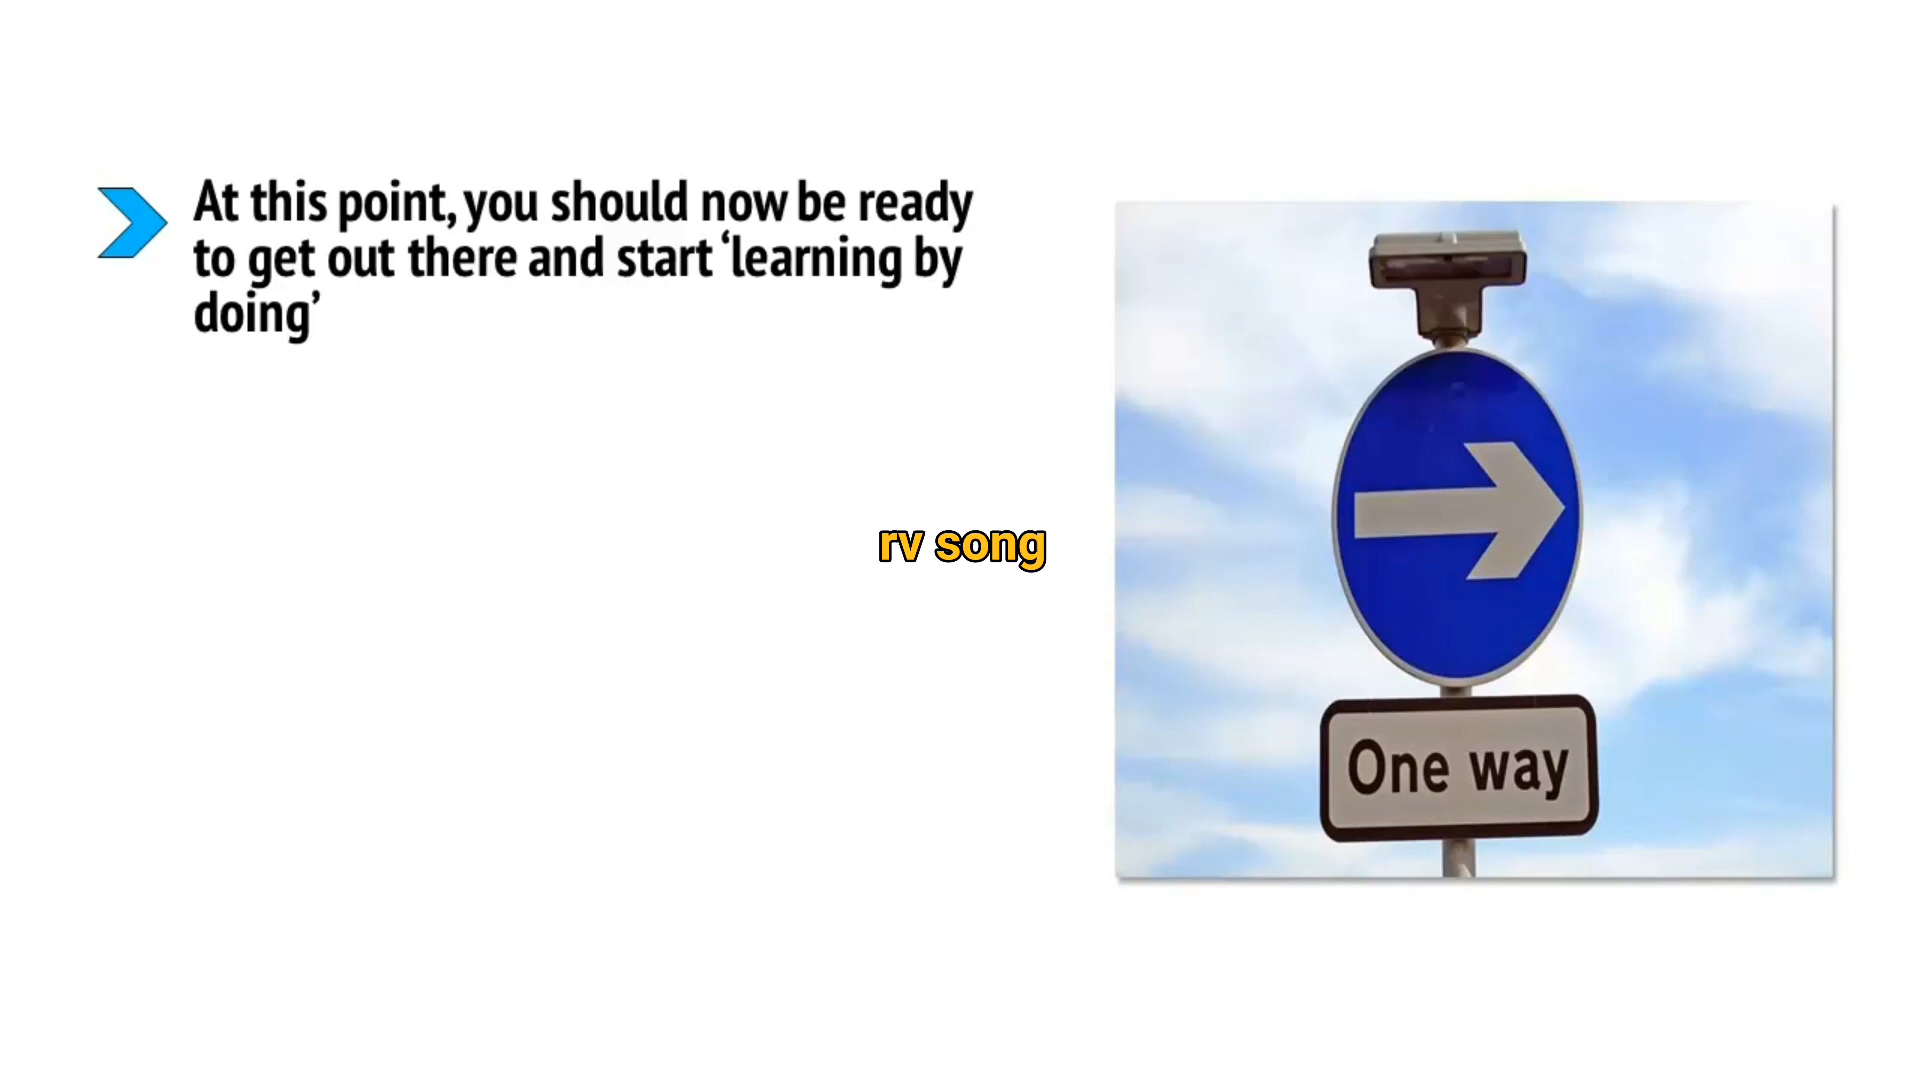 At this point, you should now be ready
to get out there and start ‘learning by
doing’
rv song
One way